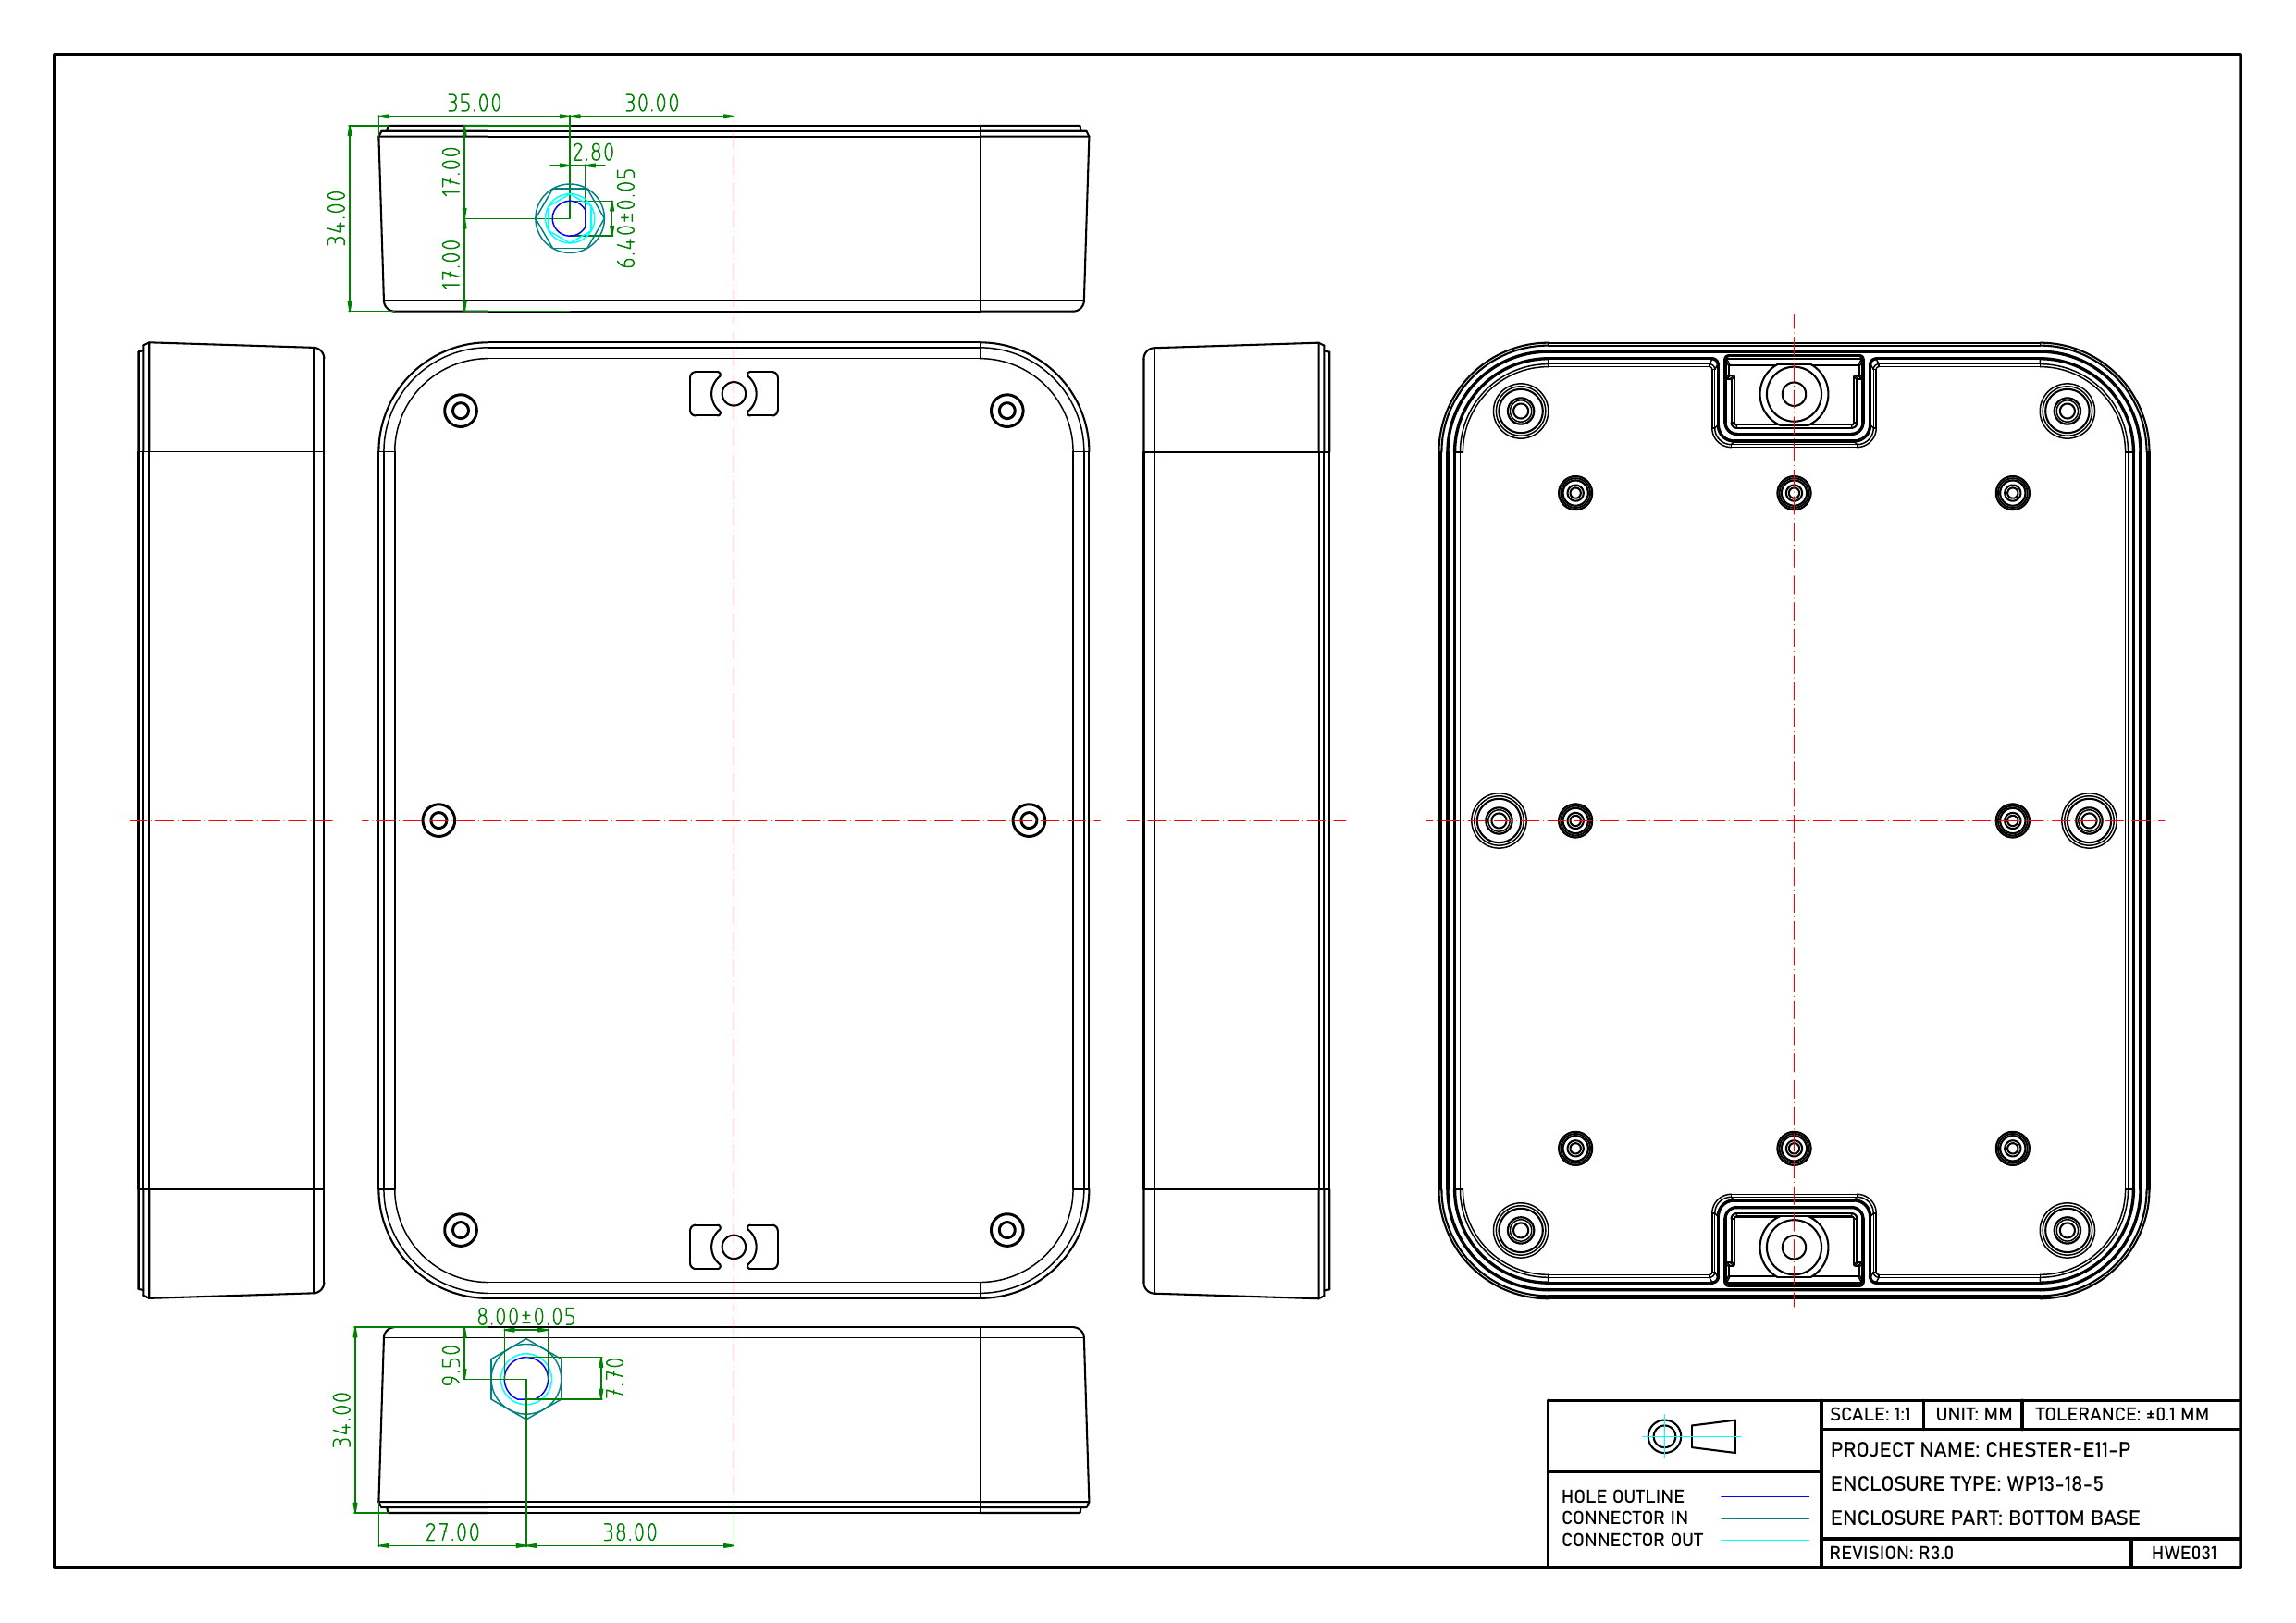 35.00
30.00
2.80
17.00
6.40±0.05
34.00
17.00
8.00±0.05
9.50
7.70
34.00
27.00
38.00
SCALE: 1:1
UNIT: MM
TOLERANCE: ±0.1 MM
PROJECT NAME: CHESTER-E11-P
ENCLOSURE TYPE: WP13-18-5
HOLE OUTLINE
CONNECTOR IN
ENCLOSURE PART: BOTTOM BASE
CONNECTOR OUT
REVISION: R3.0
HWE031